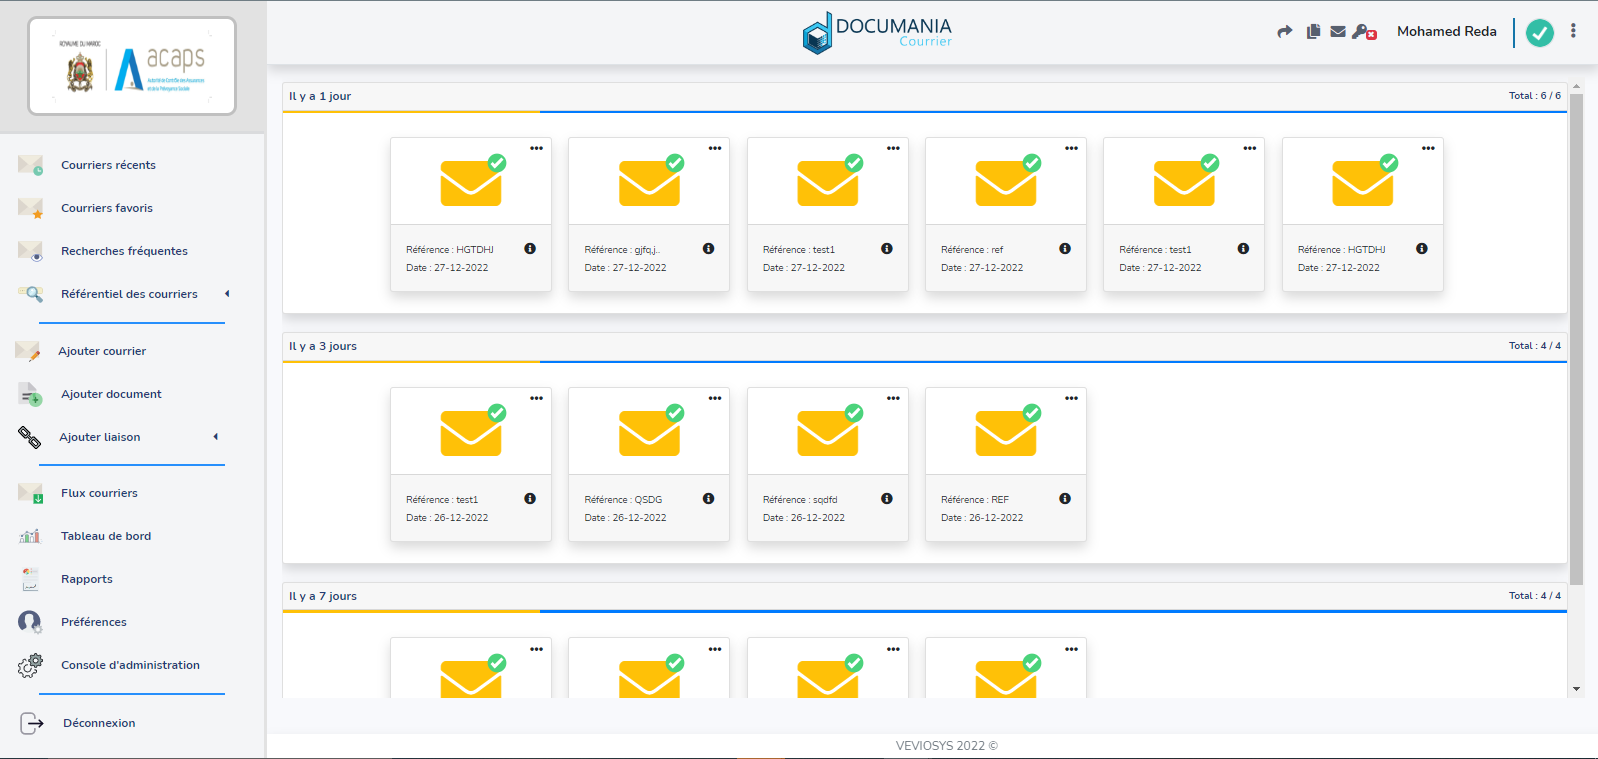 ROYAUME DU MAROC
acaps
Autorité de Contrôle des Assurances
et de la Prévoyance Sociale
DOCUMANIA
Courrier
Mohamed Reda
Courriers récents
Courriers favoris
Recherches fréquentes
Référentiel des courriers
Ajouter courrier
Ajouter document
Ajouter liaison
Flux courriers
Tableau de bord
Rapports
Préférences
Console d'administration
Déconnexion
Il y a 1 jour
Total : 6 / 6
Référence : HGTDHJ
Date : 27-12-2022
Référence : gjfq,j..
Date : 27-12-2022
Référence : test1
Date : 27-12-2022
Référence : ref
Date : 27-12-2022
Référence : test1
Date : 27-12-2022
Référence : HGTDHJ
Date : 27-12-2022
Il y a 3 jours
Total : 4 / 4
Référence : test1
Date : 26-12-2022
Référence : QSDG
Date : 26-12-2022
Référence : sqdfd
Date : 26-12-2022
Référence : REF
Date : 26-12-2022
Il y a 7 jours
Total : 4 / 4
VEVIOSYS 2022 ©